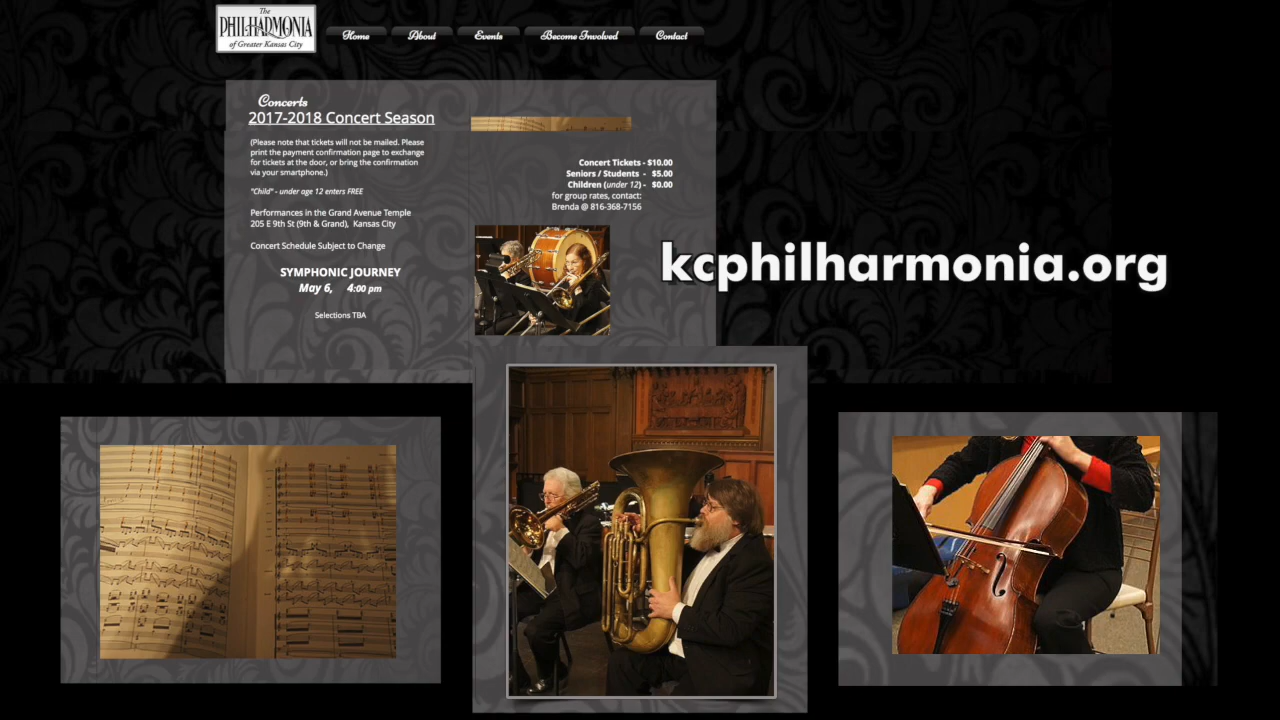 The
PHILHARMONIA
of Greater Kansas City
Home About Events Become Involved Contact
Concerts
2017-2018 Concert Season
(Please note that tickets will not be mailed. Please
print the payment confirmation page to exchange
for tickets at the door, or bring the confirmation
via your smartphone.)
"Child" - under age 12 enters FREE
Performances in the Grand Avenue Temple
205 E 9th St (9th & Grand), Kansas City
Concert Schedule Subject to Change
SYMPHONIC JOURNEY
May 6, 4:00 pm
Selections TBA
Concert Tickets - $10.00
Seniors / Students - $5.00
Children (under 12) - $0.00
for group rates, contact:
Brenda @ 816-368-7156
kcphilharmonia.org